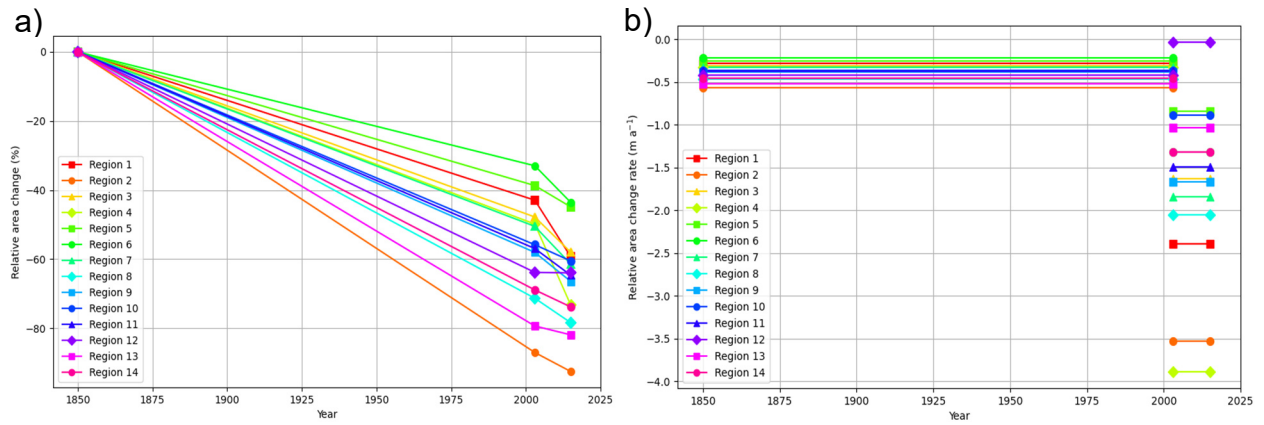 a)
0
−20
−40
−60
−80
Relative area change (%)
1850
1875
1900
1925
1950
1975
2000
2025
Year
Region 1
Region 2
Region 3
Region 4
Region 5
Region 6
Region 7
Region 8
Region 9
Region 10
Region 11
Region 12
Region 13
Region 14
b)
0.0
−0.5
−1.0
−1.5
−2.0
−2.5
−3.0
−3.5
−4.0
Relative area change rate (m a⁻¹)
1850
1875
1900
1925
1950
1975
2000
2025
Year
Region 1
Region 2
Region 3
Region 4
Region 5
Region 6
Region 7
Region 8
Region 9
Region 10
Region 11
Region 12
Region 13
Region 14